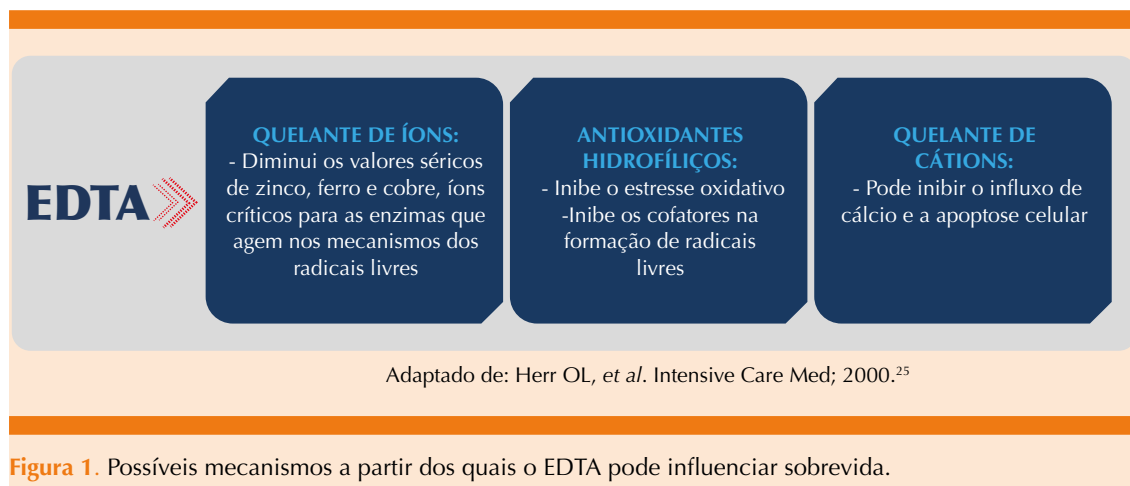 EDTA
QUELANTE DE ÍONS:
- Diminui os valores séricos
de zinco, ferro e cobre, íons
críticos para as enzimas que
agem nos mecanismos dos
radicais livres
ANTIOXIDANTES
HIDROFÍLIÇOS:
- Inibe o estresse oxidativo
-Inibe os cofatores na
formação de radicais
livres
QUELANTE DE
CÁTIONS:
- Pode inibir o influxo de
cálcio e a apoptose celular
Adaptado de: Herr OL, et al. Intensive Care Med; 2000.25
Figura 1. Possíveis mecanismos a partir dos quais o EDTA pode influenciar sobrevida.